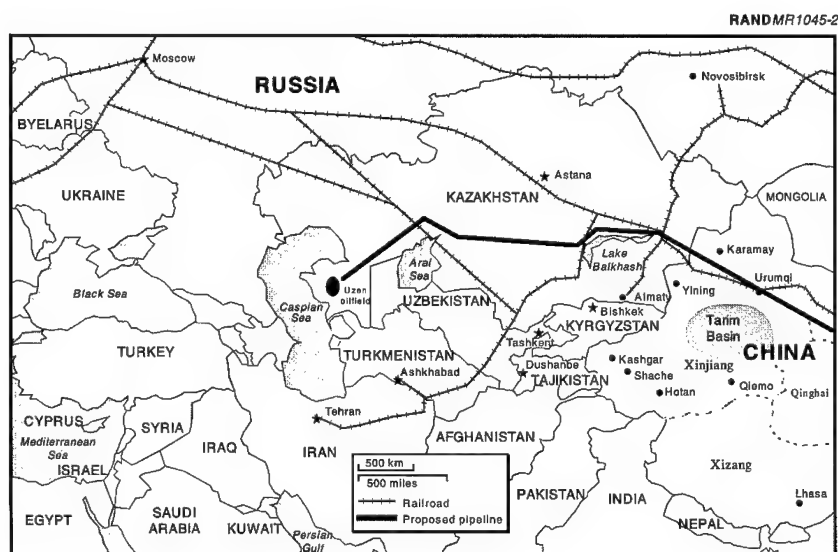 RANDMR1045-2
Moscow
RUSSIA
Novosibirsk
BYELARUS
Astana
UKRAINE
KAZAKHSTAN
MONGOLIA
Karamay
Aral
Sea
Lake
Balkhash
Urumqi
Black Sea
Uzen
oilfield
Caspian
Sea
UZBEKISTAN
Almaty
Yining
Bishkek
KYRGYZSTAN
Tarim
Basin
TURKEY
TURKMENISTAN
Tashkent
CHINA
Ashkhabad
Dushanbe
TAJIKISTAN
Kashgar
Shache
Xinjiang
Hotan
Qiemo
Qinghai
CYPRUS
Mediterranean
Sea
SYRIA
Tehran
ISRAEL
IRAQ
IRAN
AFGHANISTAN
500 km
500 miles
Railroad
Proposed pipeline
Xizang
EGYPT
SAUDI
ARABIA
KUWAIT
Persian
Gulf
PAKISTAN
INDIA
NEPAL
Lhasa